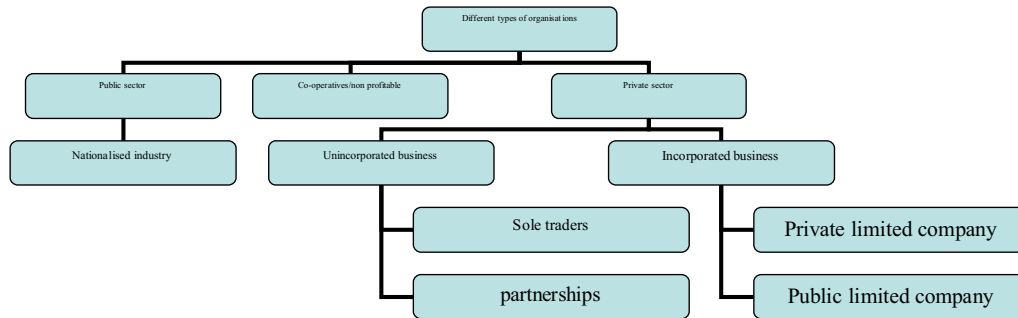 Different types of organisations
Public sector
Co-operatives/non profitable
Private sector
Nationalised industry
Unincorporated business
Incorporated business
Sole traders
Private limited company
partnerships
Public limited company